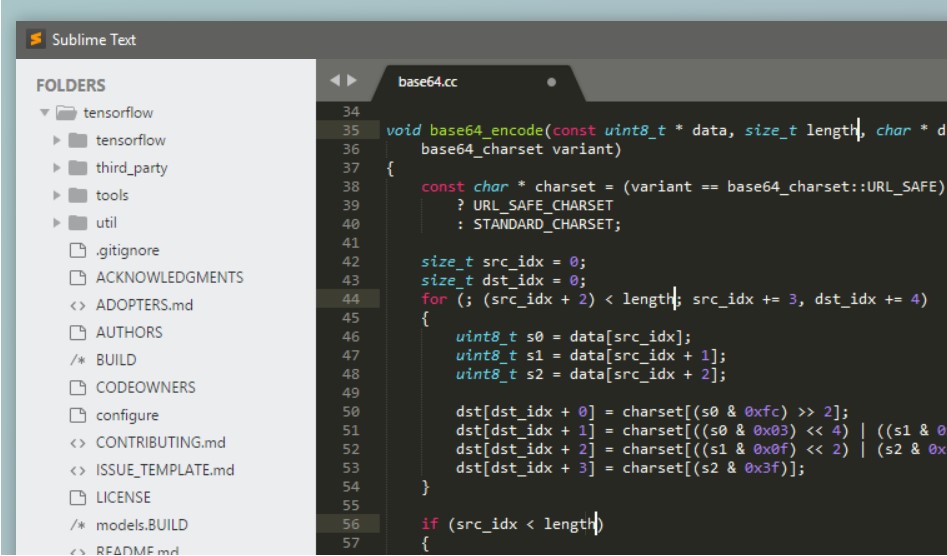 Sublime Text
FOLDERS
tensorflow
tensorflow
third_party
tools
util
.gitignore
ACKNOWLEDGMENTS
<> ADOPTERS.md
AUTHORS
/* BUILD
CODEOWNERS
configure
<> CONTRIBUTING.md
<> ISSUE_TEMPLATE.md
LICENSE
/* models.BUILD
<> README.md
base64.cc
34
35 void base64_encode(const uint8_t * data, size_t length, char * d
36     base64_charset variant)
37 {
38     const char * charset = (variant == base64_charset::URL_SAFE)
39         ? URL_SAFE_CHARSET
40         : STANDARD_CHARSET;
41
42     size_t src_idx = 0;
43     size_t dst_idx = 0;
44     for (; (src_idx + 2) < length; src_idx += 3, dst_idx += 4)
45     {
46         uint8_t s0 = data[src_idx];
47         uint8_t s1 = data[src_idx + 1];
48         uint8_t s2 = data[src_idx + 2];
49
50         dst[dst_idx + 0] = charset[(s0 & 0xfc) >> 2];
51         dst[dst_idx + 1] = charset[((s0 & 0x03) << 4) | ((s1 & 0
52         dst[dst_idx + 2] = charset[((s1 & 0x0f) << 2) | (s2 & 0x
53         dst[dst_idx + 3] = charset[(s2 & 0x3f)];
54     }
55
56     if (src_idx < length)
57     {